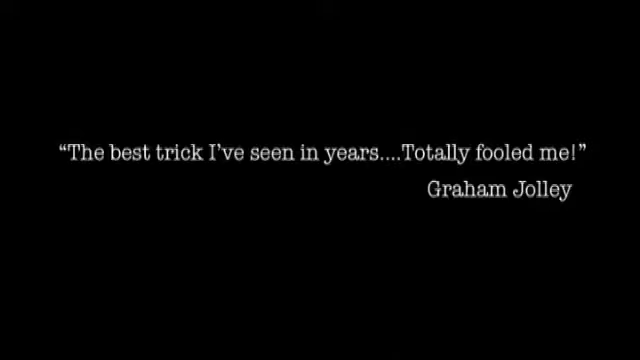 “The best trick I’ve seen in years....Totally fooled me!”
Graham Jolley